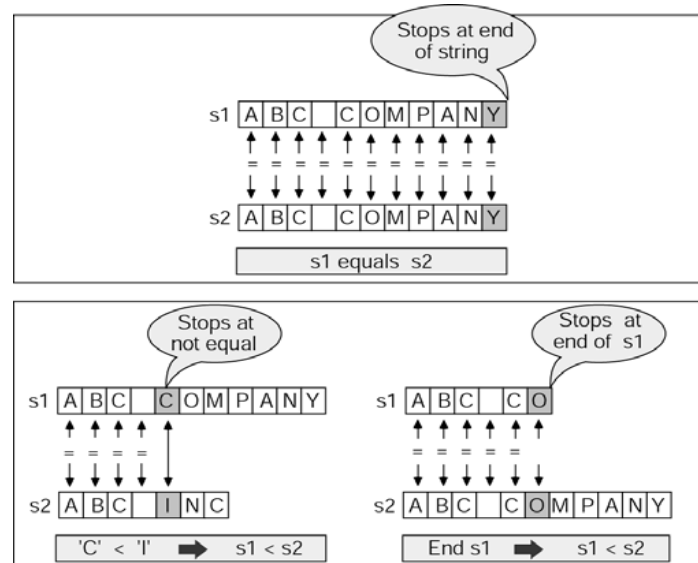 Stops at end
of string
s1 A B C   C O M P A N Y
= = = = = = = = = = =
s2 A B C   C O M P A N Y
s1 equals s2
Stops at
not equal
s1 A B C   C O M P A N Y
= = = =
s2 A B C   I N C
'C' < 'I' ➡ s1 < s2
Stops at
end of s1
s1 A B C   C O
= = = = =
s2 A B C   C O M P A N Y
End s1 ➡ s1 < s2